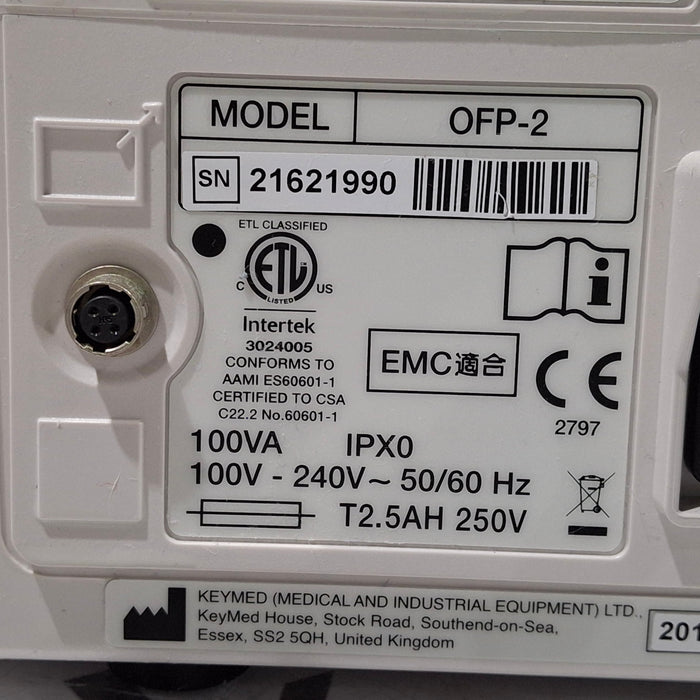 MODEL OFP-2
SN 21621990
ETL CLASSIFIED
ETL CM
C US
LISTED
Intertek
3024005
CONFORMS TO
AAMI ES60601-1
CERTIFIED TO CSA
C22.2 No.60601-1
i
EMC適合
CE
2797
100VA IPX0
100V - 240V~ 50/60 Hz
T2.5AH 250V
KEYMED (MEDICAL AND INDUSTRIAL EQUIPMENT) LTD.,
KeyMed House, Stock Road, Southend-on-Sea,
Essex, SS2 5QH, United Kingdom
201